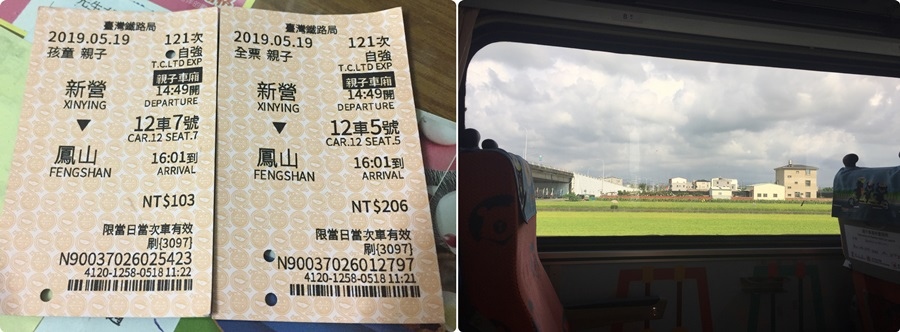 臺灣鐵路局
2019.05.19 121次
孩童 親子 自強
T.C.LTD EXP
親子車廂
新營 14:49開
XINYING DEPARTURE
▼ 12車7號
CAR.12 SEAT.7
鳳山 16:01到
FENGSHAN ARRIVAL
NT$103
限當日當次車有效
刷{3097}
N90037026025423
4120-1258-0518 11:22
臺灣鐵路局
2019.05.19 121次
全票 親子 自強
T.C.LTD EXP
親子車廂
新營 14:49開
XINYING DEPARTURE
▼ 12車5號
CAR.12 SEAT.5
鳳山 16:01到
FENGSHAN ARRIVAL
NT$206
限當日當次車有效
刷{3097}
N90037026012797
4120-1258-0518 11:21